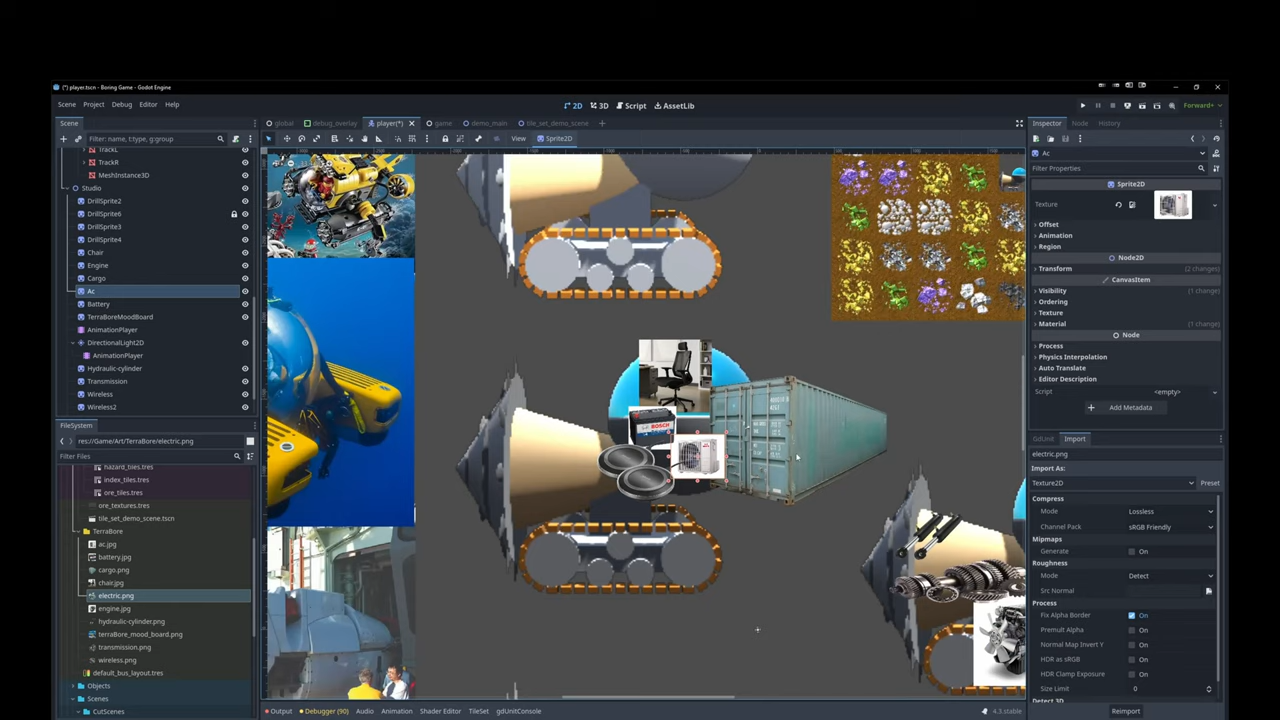 (*) player.tscn - Boring Game - Godot Engine
Scene Project Debug Editor Help
2D 3D Script AssetLib
Forward+
Scene
global debug_overlay player(*) game demo_main tile_set_demo_scene
Inspector Node History
Filter: name, t:type, g:group
View Sprite2D
Ac
Filter Properties
TrackL
TrackR
MeshInstance3D
Studio
DrillSprite2
DrillSprite6
DrillSprite3
DrillSprite4
Chair
Engine
Cargo
Ac
Battery
TerraBoreMoodBoard
AnimationPlayer
DirectionalLight2D
AnimationPlayer
Hydraulic-cylinder
Transmission
Wireless
Wireless2
FileSystem
res://Game/Art/TerraBore/electric.png
Filter Files
hazard_tiles.tres
index_tiles.tres
ore_tiles.tres
ore_textures.tres
tile_set_demo_scene.tscn
TerraBore
ac.jpg
battery.jpg
cargo.png
chair.jpg
electric.png
engine.jpg
hydraulic-cylinder.png
terraBore_mood_board.png
transmission.png
wireless.png
default_bus_layout.tres
Objects
Scenes
CutScenes
BOSCH
Sprite2D
Texture
Offset
Animation
Region
Node2D
Transform (2 changes)
CanvasItem
Visibility (1 change)
Ordering
Texture
Material (1 change)
Node
Process
Physics Interpolation
Auto Translate
Editor Description
Script <empty>
Add Metadata
GdUnit Import
electric.png
Import As:
Texture2D Preset
Compress
Mode Lossless
Channel Pack sRGB Friendly
Mipmaps
Generate On
Roughness
Mode Detect
Src Normal
Process
Fix Alpha Border On
Premult Alpha On
Normal Map Invert Y On
HDR as sRGB On
HDR Clamp Exposure On
Size Limit 0
Detect 3D
Reimport
Output Debugger (90) Audio Animation Shader Editor TileSet gdUnitConsole
4.3.stable